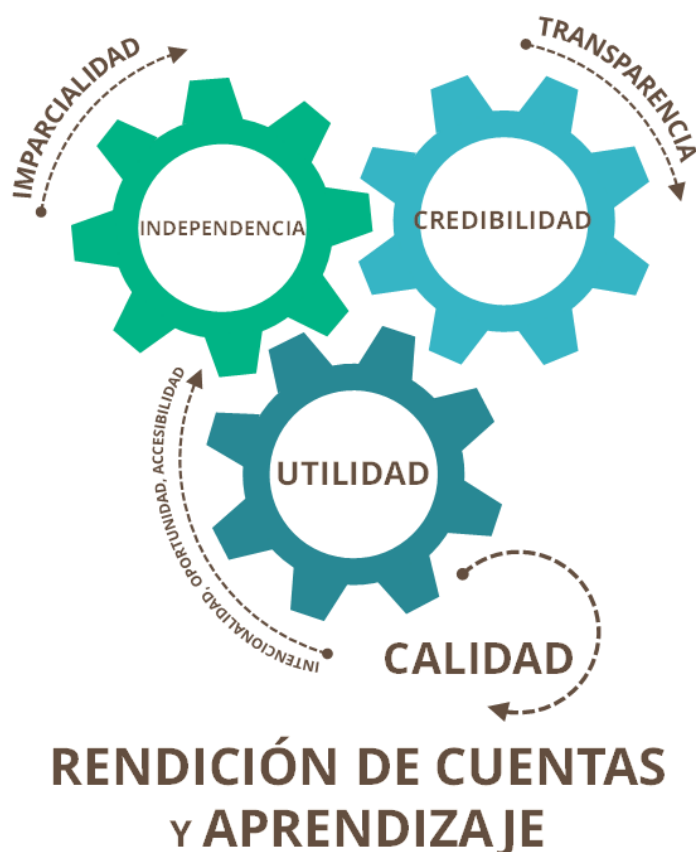 IMPARCIALIDAD
TRANSPARENCIA
INDEPENDENCIA
CREDIBILIDAD
INTENCIONALIDAD, OPORTUNIDAD, ACCESIBILIDAD
UTILIDAD
CALIDAD
RENDICIÓN DE CUENTAS
Y APRENDIZAJE